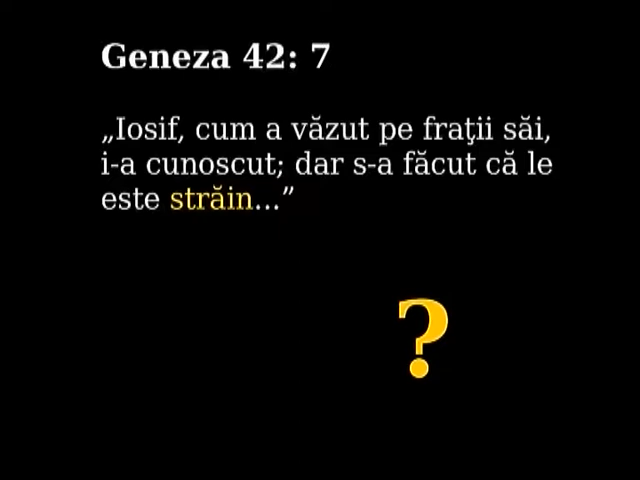 Geneza 42: 7
„Iosif, cum a văzut pe fraţii săi,
i-a cunoscut; dar s-a făcut că le
este străin...”
?